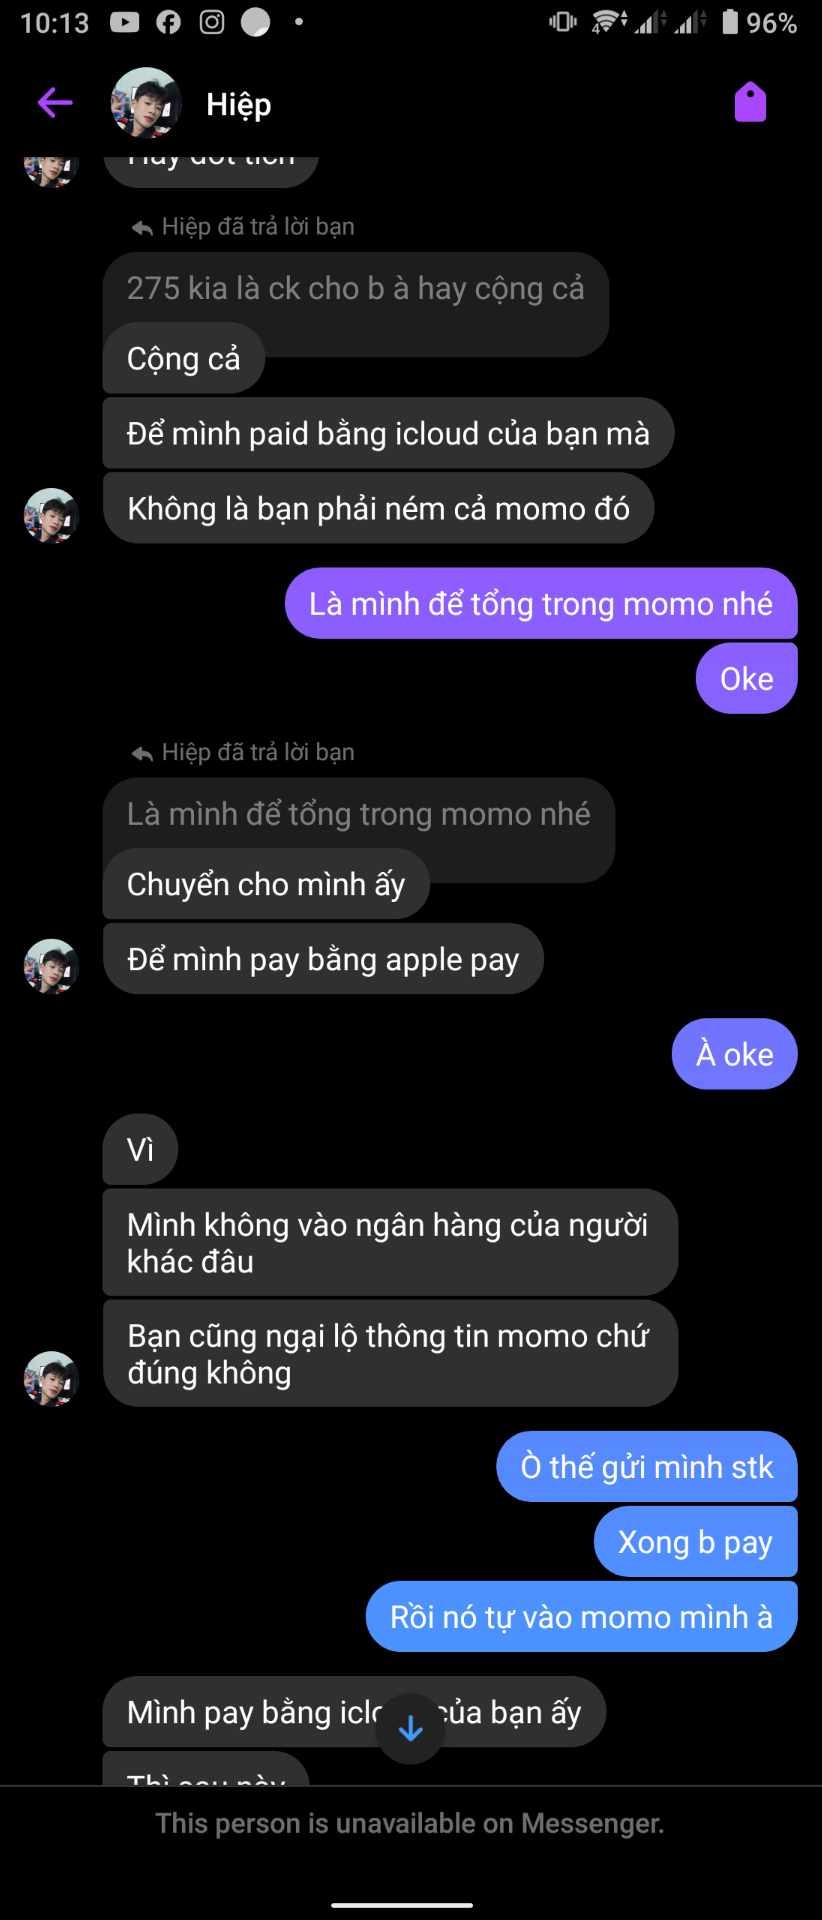 10:13
4
96%
Hiệp
Hiệp đã trả lời bạn
275 kia là ck cho b à hay cộng cả
Cộng cả
Để mình paid bằng icloud của bạn mà
Không là bạn phải ném cả momo đó
Là mình để tổng trong momo nhé
Oke
Hiệp đã trả lời bạn
Là mình để tổng trong momo nhé
Chuyển cho mình ấy
Để mình pay bằng apple pay
À oke
Vì
Mình không vào ngân hàng của người
khác đâu
Bạn cũng ngại lộ thông tin momo chứ
đúng không
Ò thế gửi mình stk
Xong b pay
Rồi nó tự vào momo mình à
Mình pay bằng của bạn ấy
Thì sau này
This person is unavailable on Messenger.